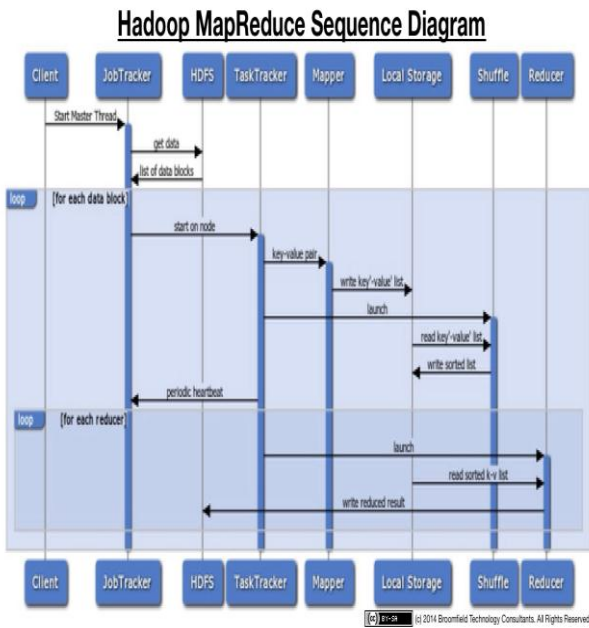 Hadoop MapReduce Sequence Diagram
Client JobTracker HDFS TaskTracker Mapper Local Storage Shuffle Reducer
Start Master Thread
get data
list of data blocks
loop [for each data block]
start on node
key-value pair
write key'-value' list
launch
read key'-value' list
write sorted list
periodic heartbeat
loop [for each reducer]
launch
read sorted k-v list
write reduced result
Client JobTracker HDFS TaskTracker Mapper Local Storage Shuffle Reducer
(cc) BY-SA (c) 2014 Broomfield Technology Consultants, All Rights Reserved